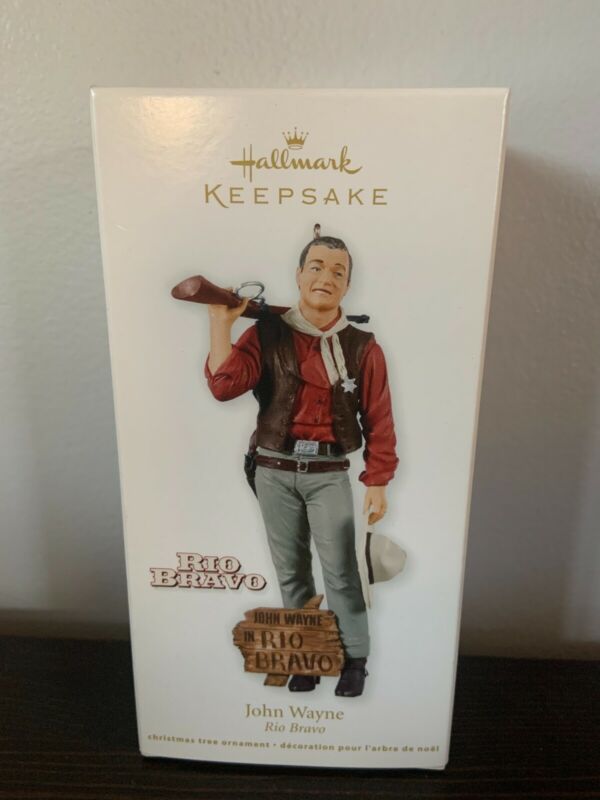 Hallmark
KEEPSAKE
RIO
BRAVO
JOHN WAYNE
IN RIO
BRAVO
John Wayne
Rio Bravo
christmas tree ornament • décoration pour l'arbre de noël